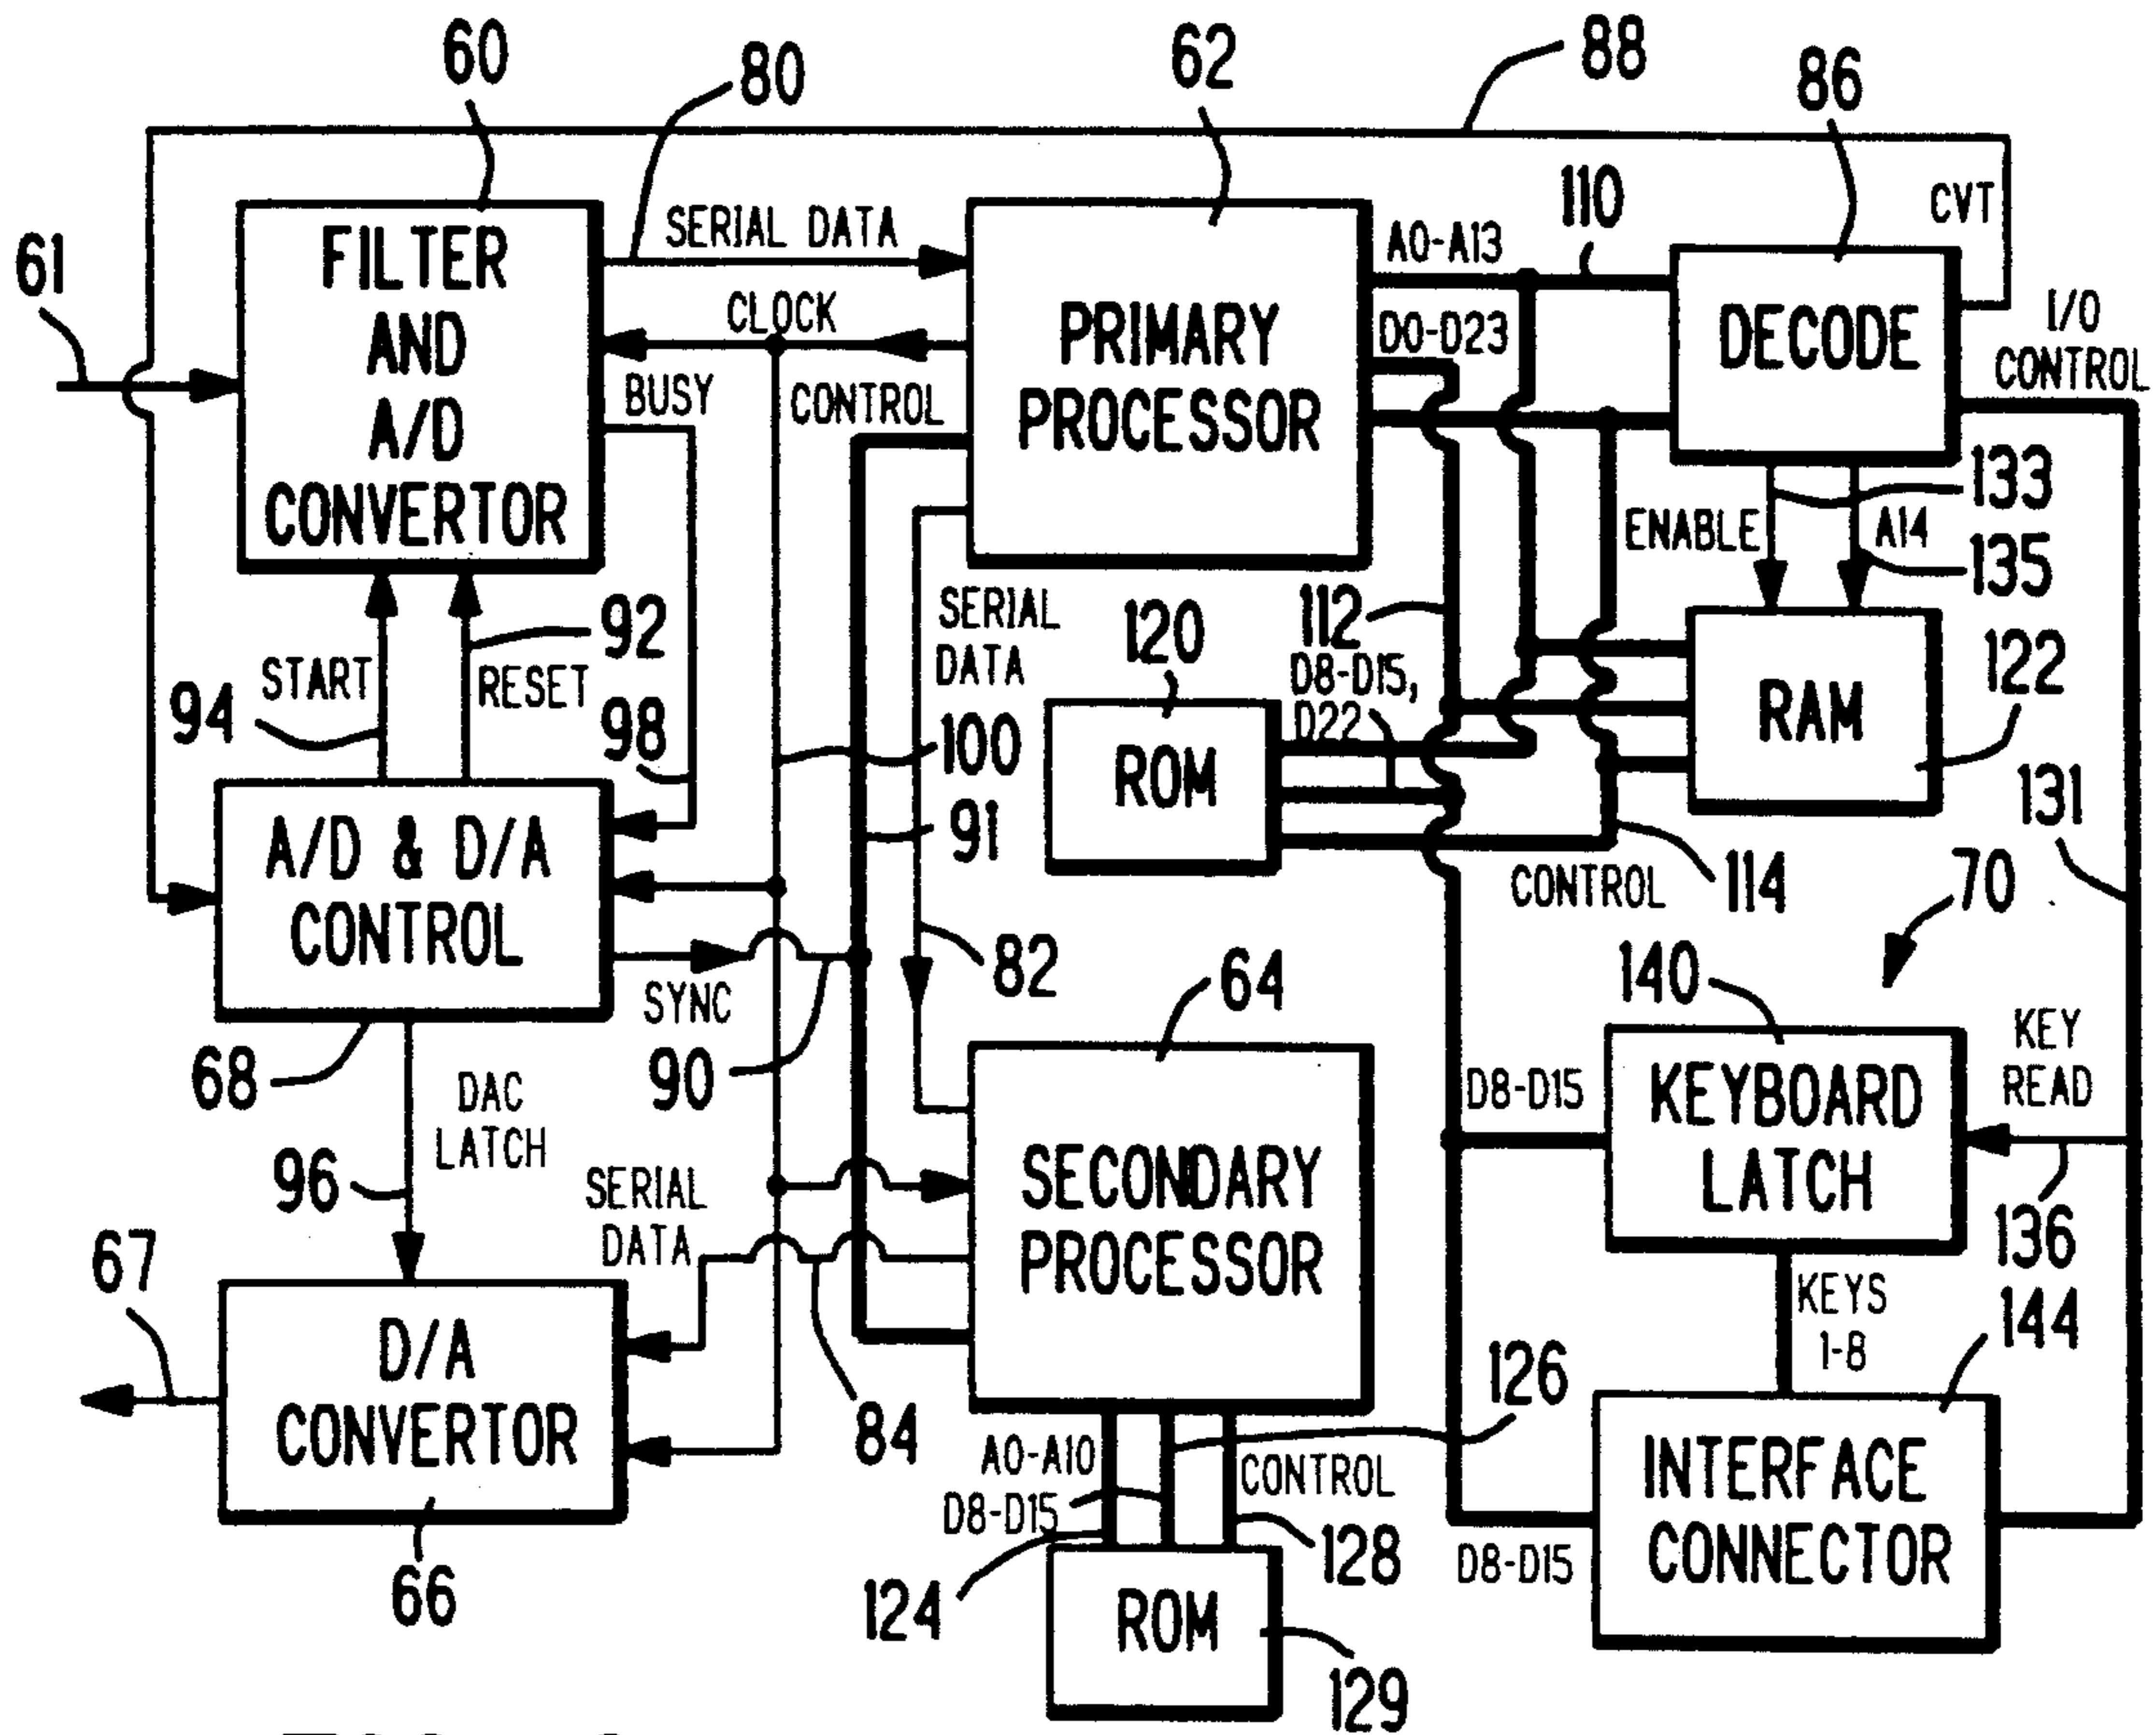 60
80
62
88
86
61
FILTER
AND
A/D
CONVERTOR
SERIAL DATA
CLOCK
BUSY
CONTROL
PRIMARY
PROCESSOR
A0-A13
110
D0-D23
DECODE
CVT
I/O
CONTROL
133
ENABLE
A14
135
94
START
92
RESET
98
SERIAL
DATA
100
91
120
ROM
112
D8-D15,
D22
RAM
122
131
A/D & D/A
CONTROL
CONTROL
114
70
SYNC
90
82
64
140
68
DAC
LATCH
96
SERIAL
DATA
SECONDARY
PROCESSOR
D8-D15
KEYBOARD
LATCH
KEY
READ
136
67
D/A
CONVERTOR
84
KEYS
1-8
144
126
A0-A10
D8-D15
CONTROL
INTERFACE
CONNECTOR
D8-D15
66
124
ROM
128
129